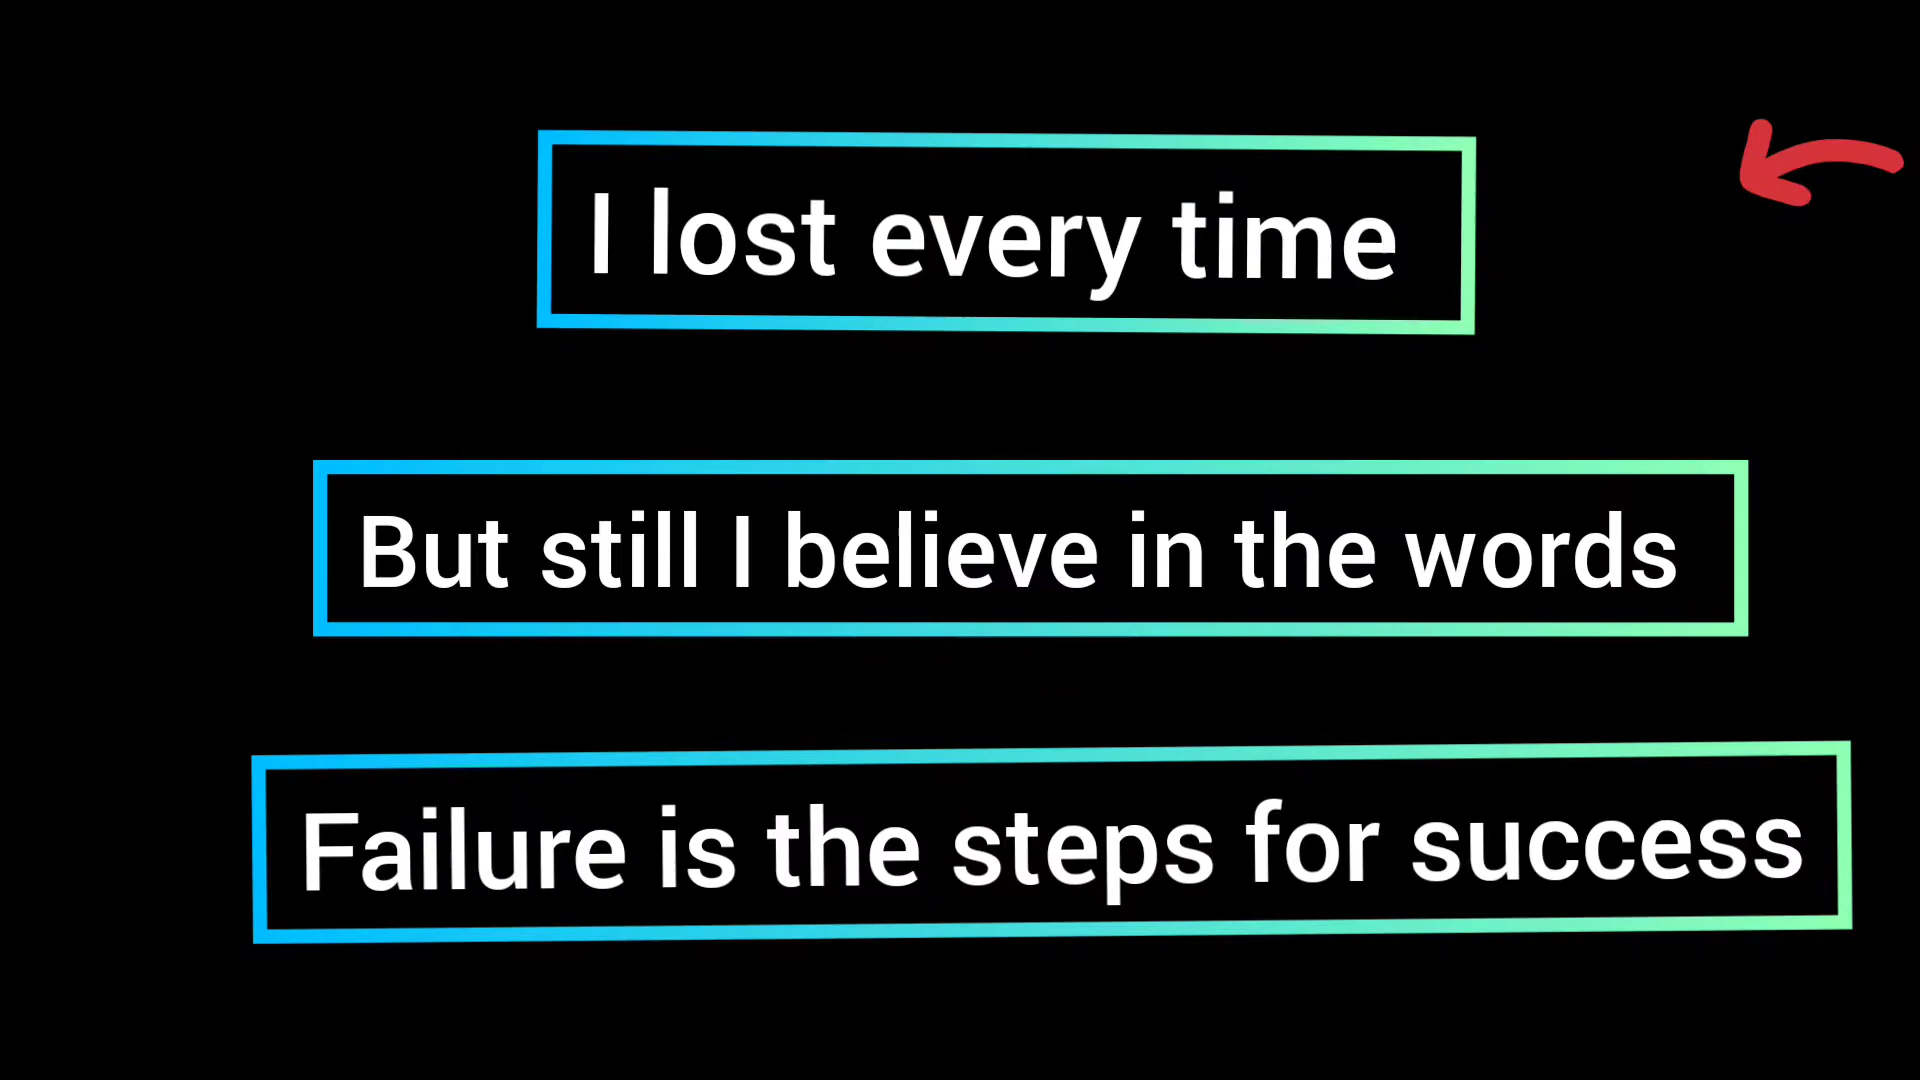 I lost every time
But still I believe in the words
Failure is the steps for success